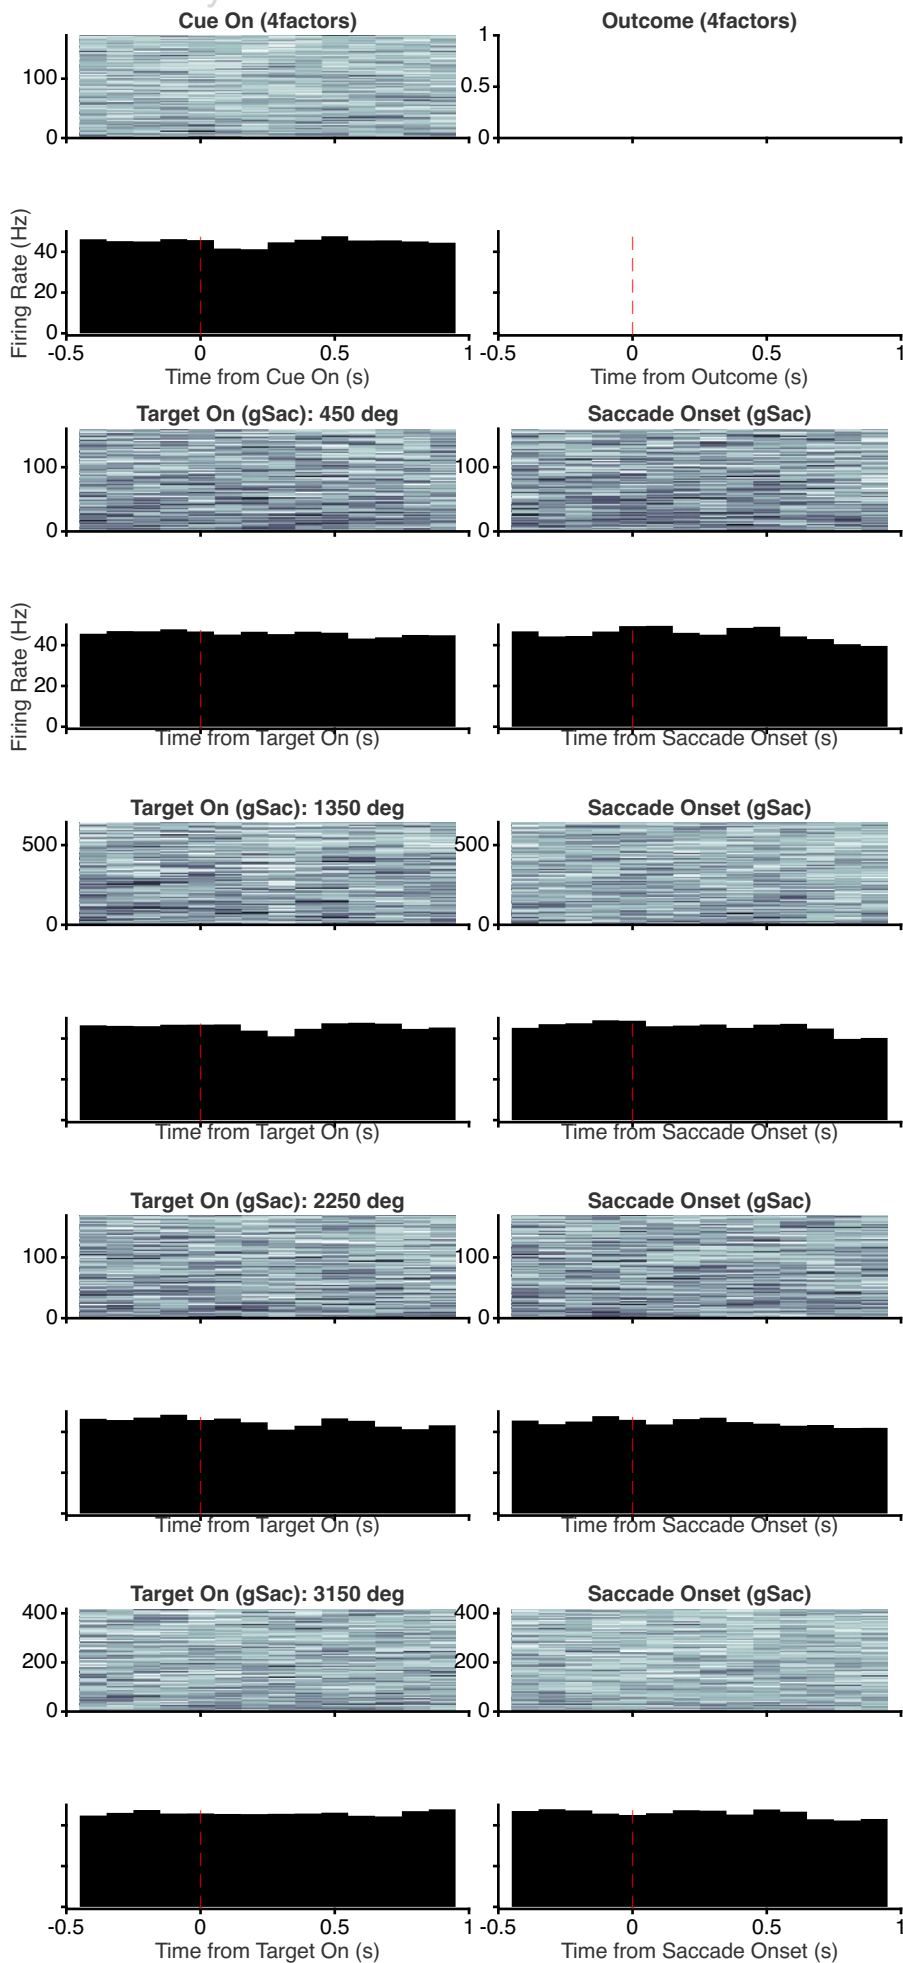 Cue On (4factors) Outcome (4factors)
100
0
1
0.5
0
Firing Rate (Hz)
40
20
0
-0.5 0 0.5 1 -0.5 0 0.5 1
Time from Cue On (s) Time from Outcome (s)
Target On (gSac): 450 deg Saccade Onset (gSac)
100 100
0 0
Firing Rate (Hz)
40
20
0
Time from Target On (s) Time from Saccade Onset (s)
Target On (gSac): 1350 deg Saccade Onset (gSac)
500 500
0 0
Time from Target On (s) Time from Saccade Onset (s)
Target On (gSac): 2250 deg Saccade Onset (gSac)
100 100
0 0
Time from Target On (s) Time from Saccade Onset (s)
Target On (gSac): 3150 deg Saccade Onset (gSac)
400 400
200 200
0 0
-0.5 0 0.5 1 -0.5 0 0.5 1
Time from Target On (s) Time from Saccade Onset (s)